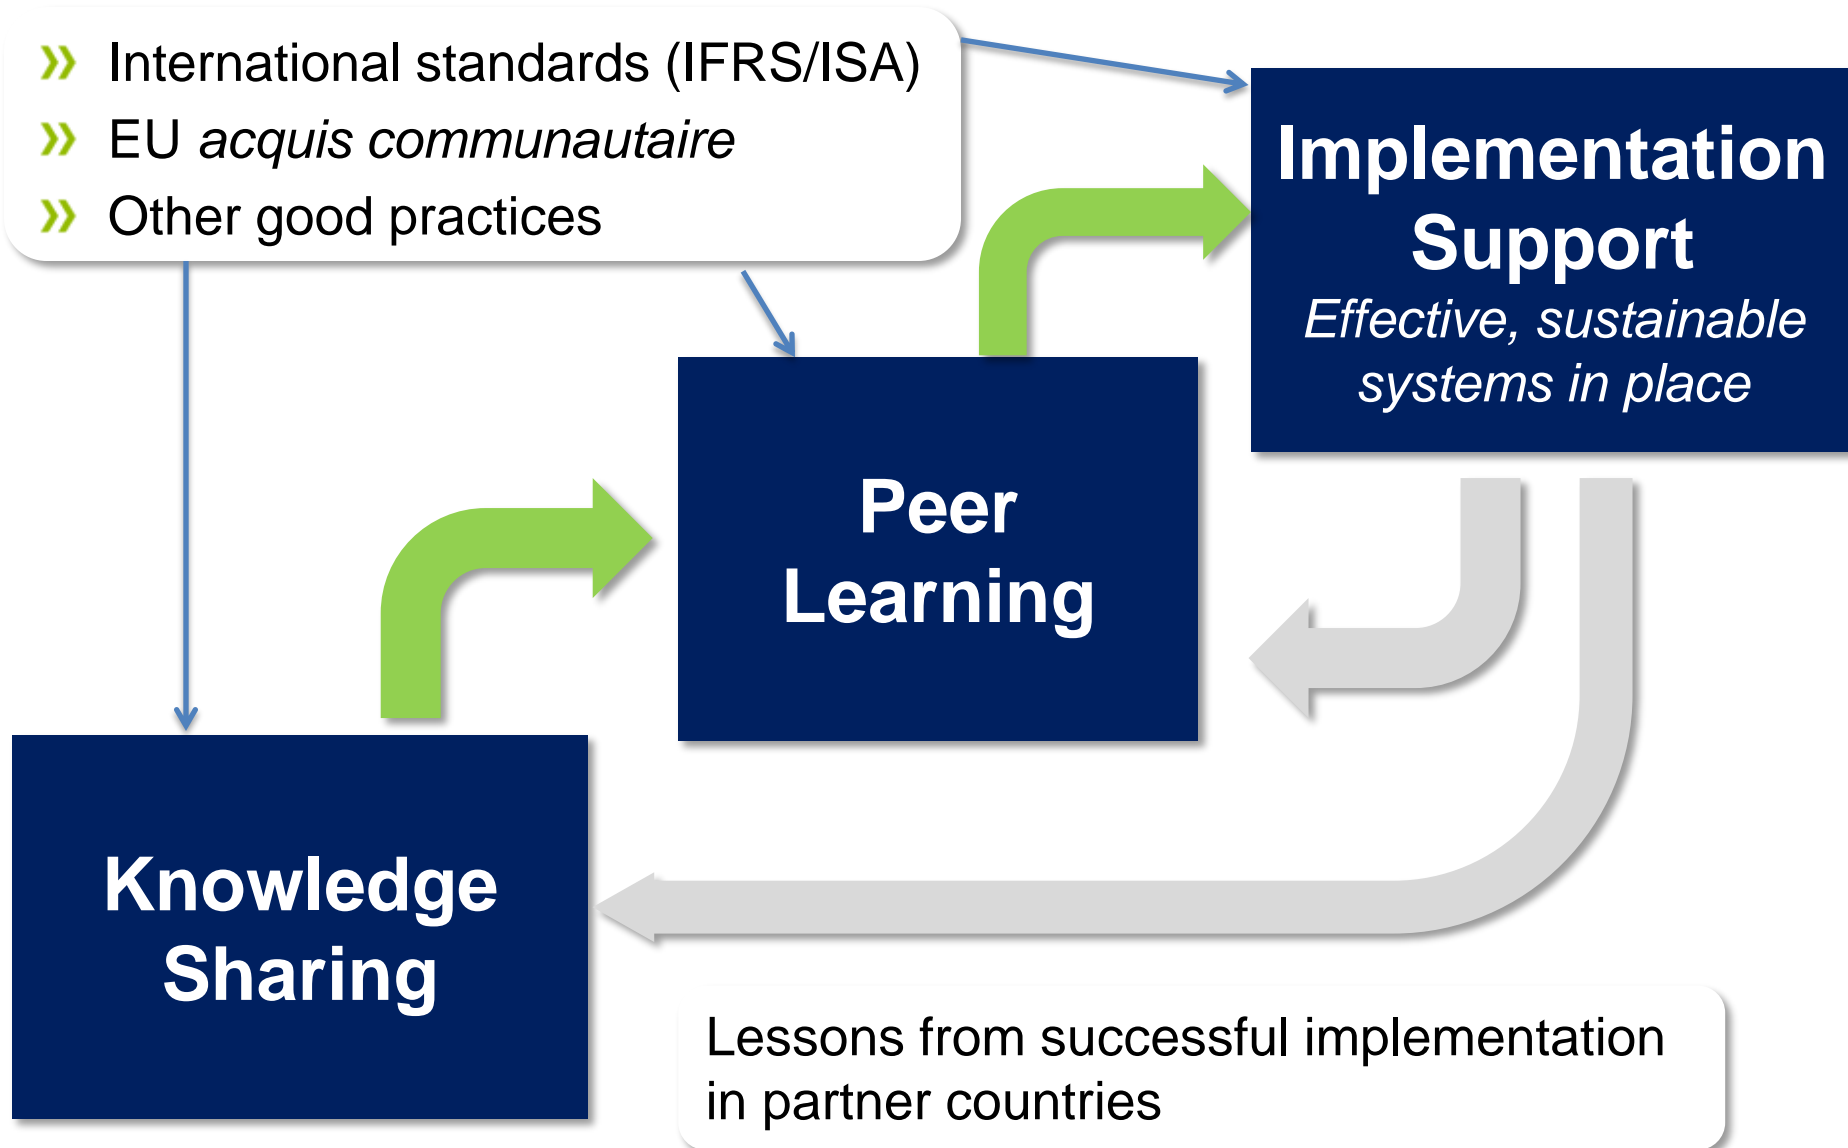 International standards (IFRS/ISA)
EU acquis communautaire
Other good practices
Implementation
Support
Effective, sustainable
systems in place
Peer
Learning
Knowledge
Sharing
Lessons from successful implementation
in partner countries